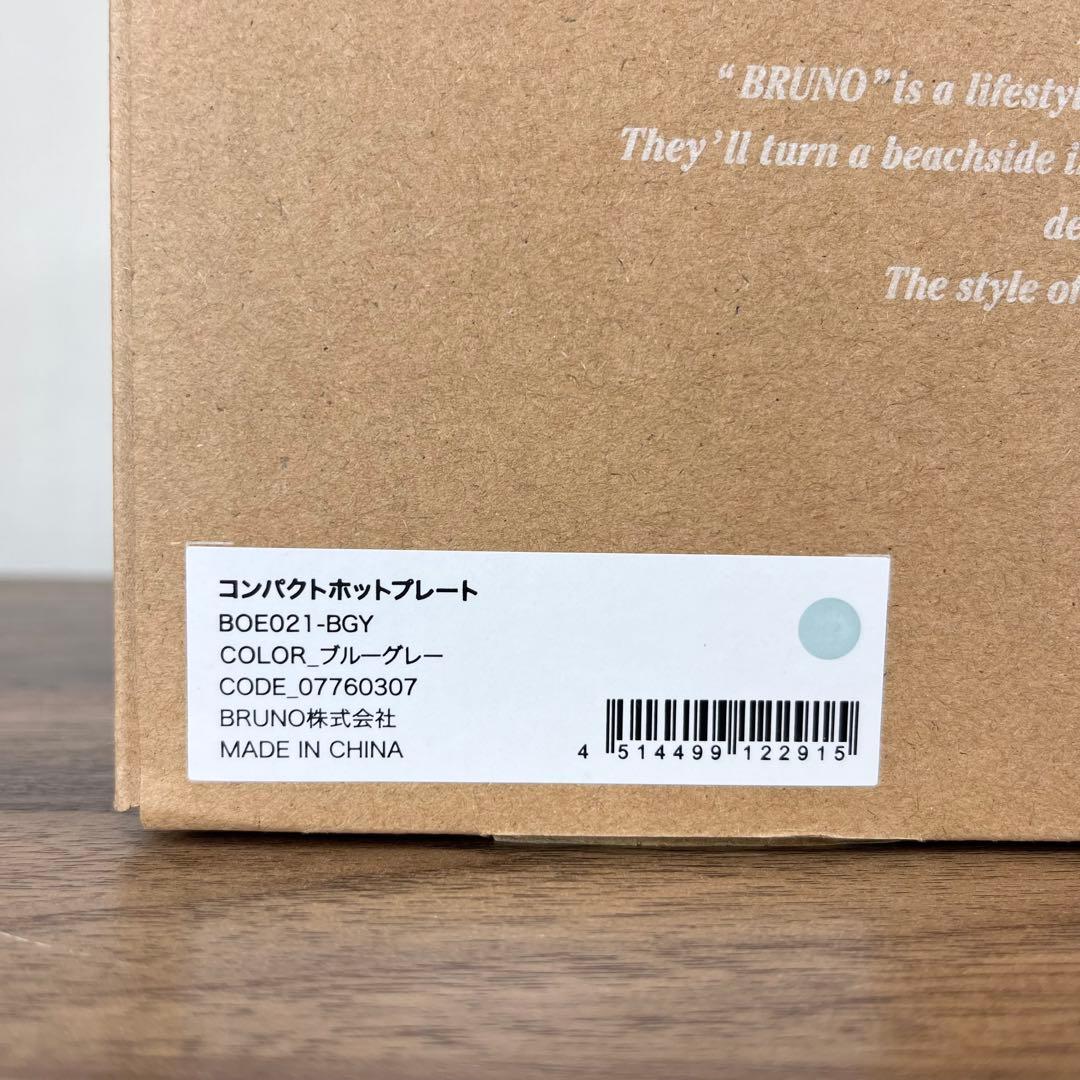 “BRUNO” is a lifestyl
They’ll turn a beachside i
de
The style of
コンパクトホットプレート
BOE021-BGY
COLOR_ブルーグレー
CODE_07760307
BRUNO株式会社
MADE IN CHINA
4 514499 122915